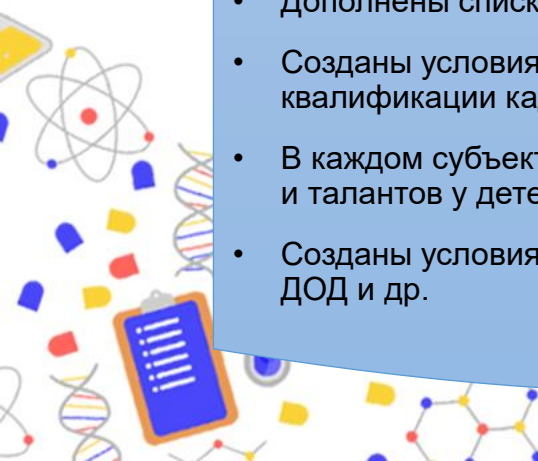 • Дополнены списк
• Созданы условия
квалификации ка
• В каждом субъект
и талантов у дете
• Созданы условия
ДОД и др.